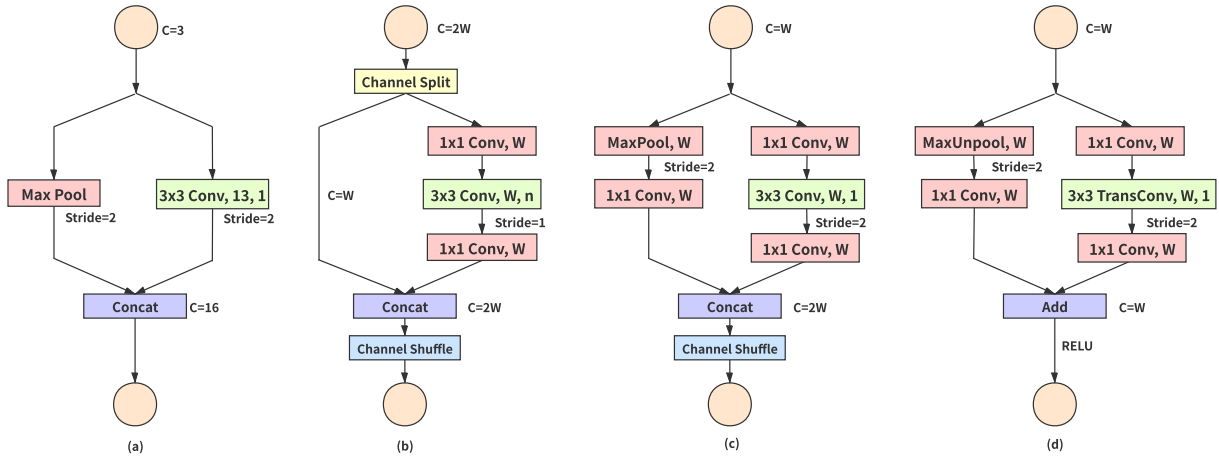 C=3
Max Pool
3x3 Conv, 13, 1
Stride=2
Stride=2
Concat
C=16
(a)
C=2W
Channel Split
1x1 Conv, W
C=W
3x3 Conv, W, n
Stride=1
1x1 Conv, W
Concat
C=2W
Channel Shuffle
(b)
C=W
MaxPool, W
1x1 Conv, W
Stride=2
1x1 Conv, W
3x3 Conv, W, 1
Stride=2
1x1 Conv, W
Concat
C=2W
Channel Shuffle
(c)
C=W
MaxUnpool, W
1x1 Conv, W
Stride=2
1x1 Conv, W
3x3 TransConv, W, 1
Stride=2
1x1 Conv, W
Add
C=W
RELU
(d)